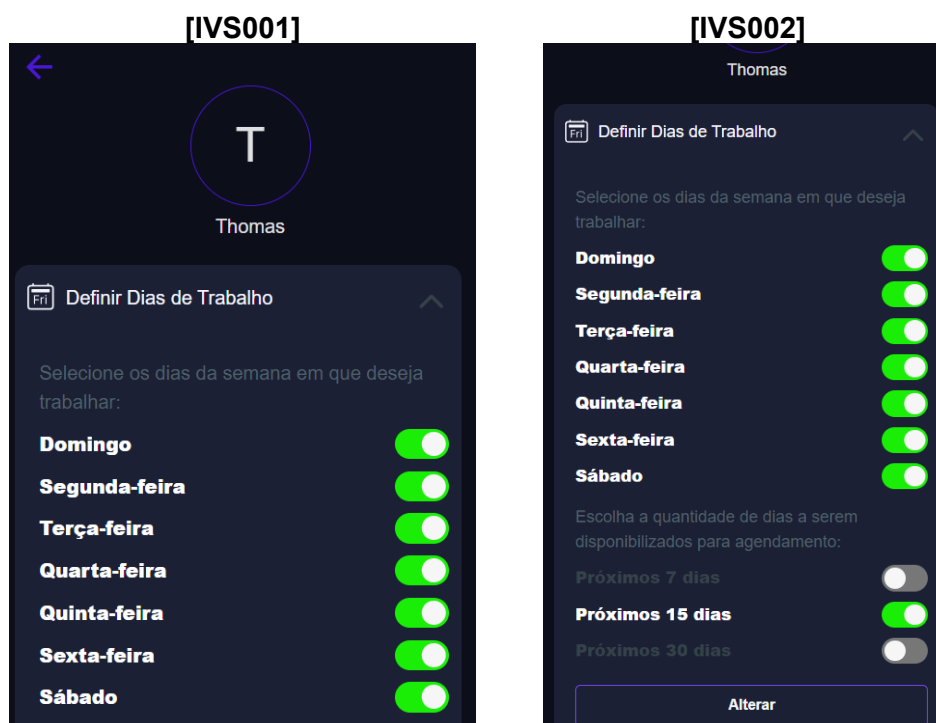 [IVS001]
T
Thomas
Fri
Definir Dias de Trabalho
Selecione os dias da semana em que deseja
trabalhar:
Domingo
Segunda-feira
Terça-feira
Quarta-feira
Quinta-feira
Sexta-feira
Sábado
[IVS002]
Thomas
Fri
Definir Dias de Trabalho
Selecione os dias da semana em que deseja
trabalhar:
Domingo
Segunda-feira
Terça-feira
Quarta-feira
Quinta-feira
Sexta-feira
Sábado
Escolha a quantidade de dias a serem
disponibilizados para agendamento:
Próximos 7 dias
Próximos 15 dias
Próximos 30 dias
Alterar